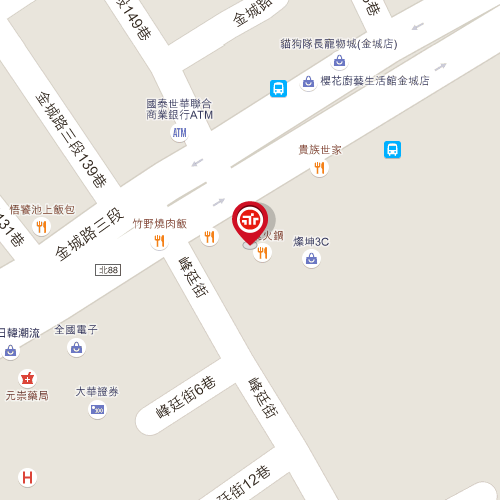 金城路三段149巷
金城路
巷
貓狗隊長寵物城(金城店)
櫻花廚藝生活館金城店
國泰世華聯合
商業銀行ATM
ATM
金城路三段139巷
貴族世家
悟饕池上飯包
131巷
金城路三段
竹野燒肉飯
火鍋
燦坤3C
北88
峰廷街
日韓潮流
全國電子
元崇藥局
大華證券
峰廷街6巷
峰廷街
H
廷街12巷